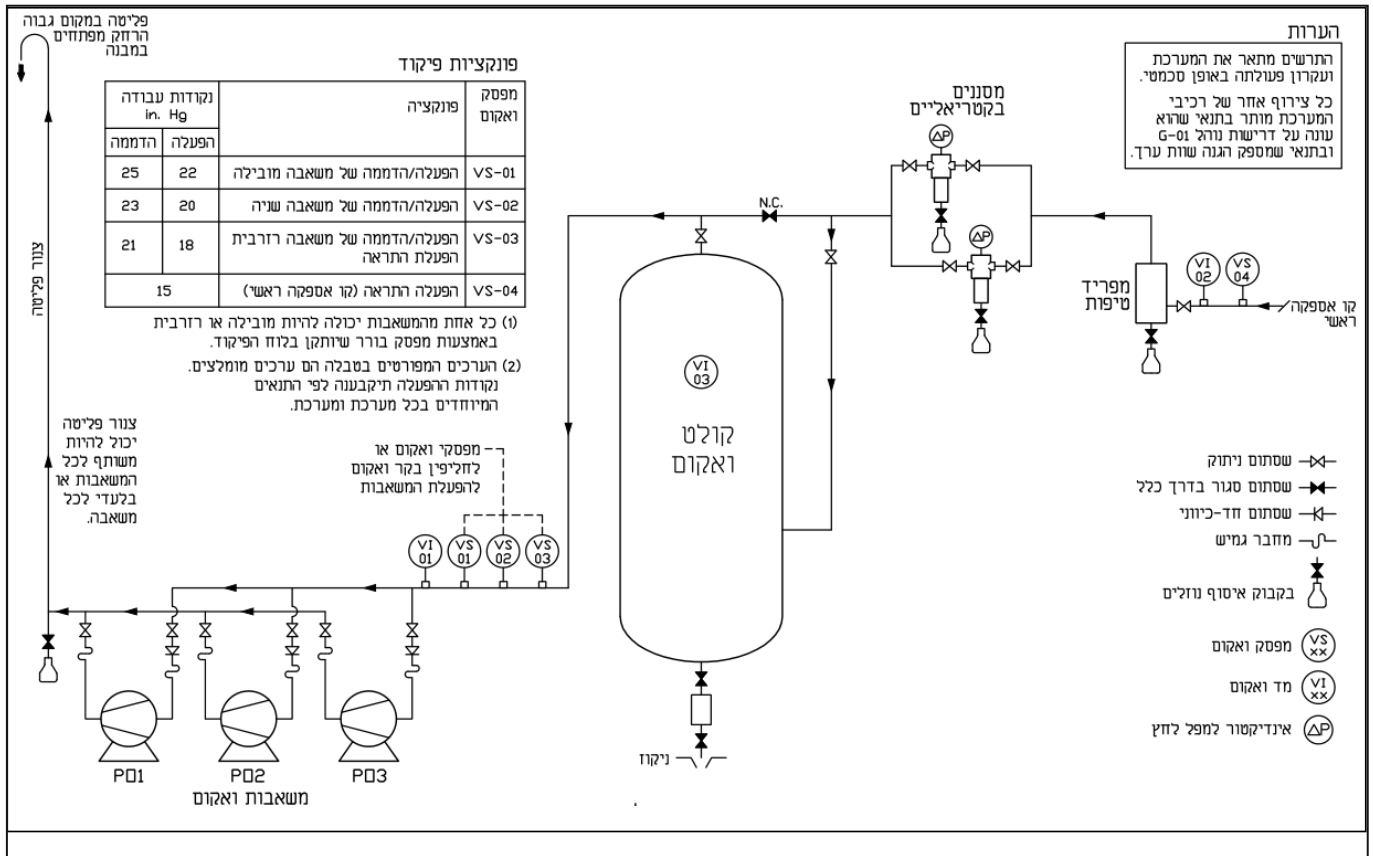 פליטה במקום גבוה
הרחק מפתחים
במבנה
הערות
התרשים מתאר את המערכת
ועקרון פעולתה באופן סכמטי.
כל צירוף אחר של רכיבי
המערכת מותר בתנאי שהוא
עונה על דרישות נוהל G-01
ובתנאי שמספק הגנה שוות ערך.
פונקציות פיקוד
מפסק
ואקום
פונקציה
נקודות עבודה
in. Hg
הפעלה
הדממה
VS-01
הפעלה/הדממה של משאבה מובילה
22
25
VS-02
הפעלה/הדממה של משאבה שניה
20
23
VS-03
הפעלה/הדממה של משאבה רזרבית
הפעלת התראה
18
21
VS-04
הפעלה התראה (קו אספקה ראשי)
15
(1) כל אחת מהמשאבות יכולה להיות מובילה או רזרבית
באמצעות מפסק בורר שיותקן בלוח הפיקוד.
(2) הערכים המפורטים בטבלה הם ערכים מומלצים.
נקודות ההפעלה תיקבענה לפי התנאים
המיוחדים בכל מערכת ומערכת.
מסננים
בקטריאליים
ΔP
ΔP
N.C.
מפריד
טיפות
VI
02
VS
04
קו אספקה
ראשי
צנור פליטה
צנור פליטה
יכול להיות
משותף לכל
המשאבות או
בלעדי לכל
משאבה.
מפסקי ואקום או
לחליפין בקר ואקום
להפעלת המשאבות
VI
01
VS
01
VS
02
VS
03
VI
03
קולט
ואקום
ניקוז
P01
P02
P03
משאבות ואקום
שסתום ניתוק
שסתום סגור בדרך כלל
שסתום חד-כיווני
מחבר גמיש
בקבוק איסוף נוזלים
VS
xx
מפסק ואקום
VI
xx
מד ואקום
ΔP
אינדיקטור למפל לחץ